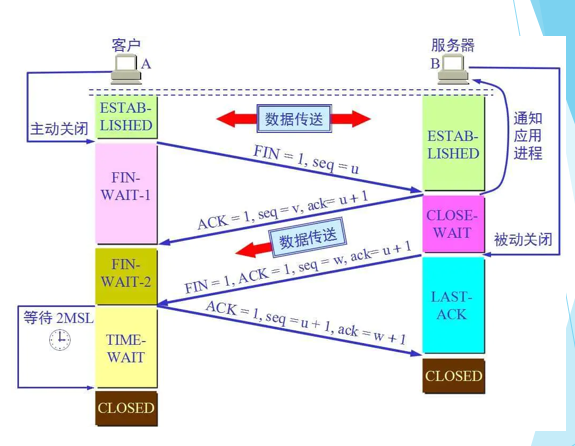 客户
A
服务器
B
主动关闭
ESTAB-
LISHED
数据传送
ESTAB-
LISHED
通知
应用
进程
FIN = 1, seq = u
FIN-
WAIT-1
ACK = 1, seq = v, ack= u + 1
CLOSE-
WAIT
数据传送
被动关闭
FIN-
WAIT-2
FIN = 1, ACK = 1, seq = w, ack= u + 1
LAST-
ACK
等待 2MSL
ACK = 1, seq = u + 1, ack = w + 1
TIME-
WAIT
CLOSED
CLOSED